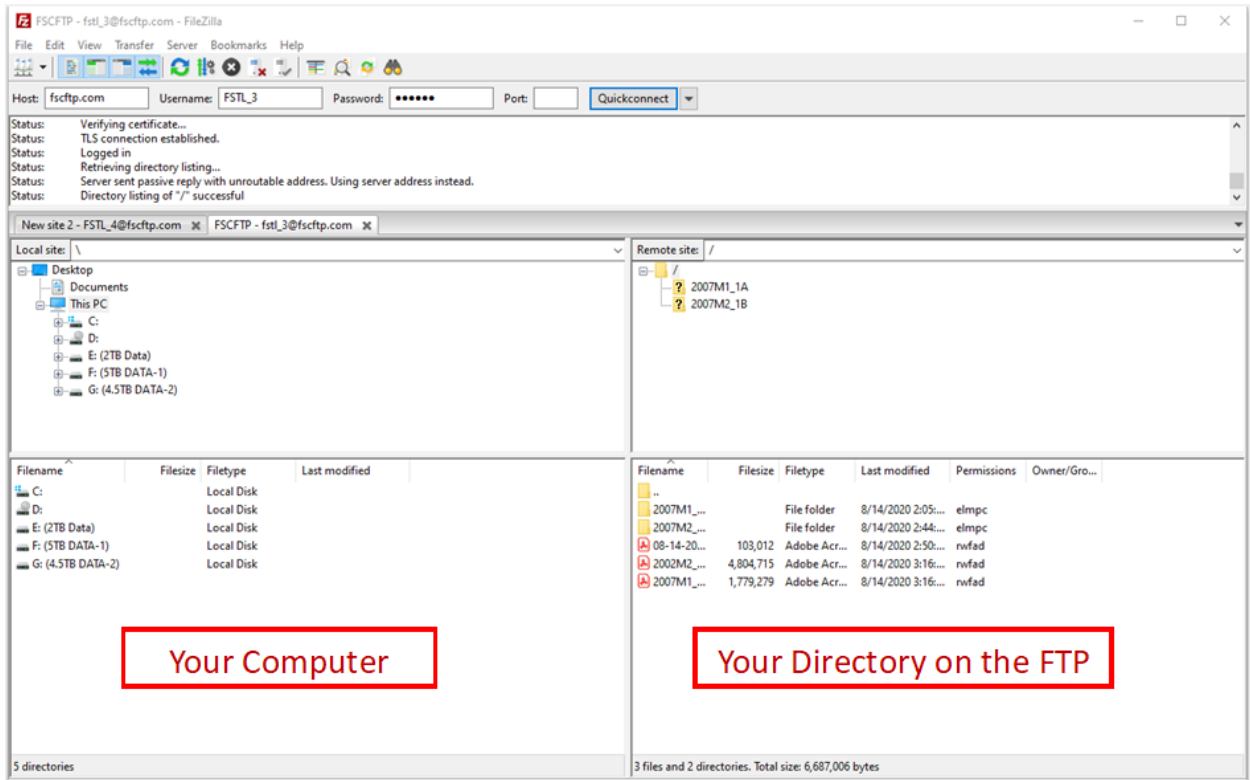 FSCFTP - fstl_3@fscftp.com - FileZilla
File Edit View Transfer Server Bookmarks Help
Host: fscftp.com Username: FSTL_3 Password: •••••• Port: Quickconnect
Status: Verifying certificate...
Status: TLS connection established.
Status: Logged in
Status: Retrieving directory listing...
Status: Server sent passive reply with unroutable address. Using server address instead.
Status: Directory listing of "/" successful
New site 2 - FSTL_4@fscftp.com FSCFTP - fstl_3@fscftp.com
Local site: \
Desktop
Documents
This PC
C:
D:
E: (2TB Data)
F: (5TB DATA-1)
G: (4.5TB DATA-2)
Remote site: /
/
2007M1_1A
2007M2_1B
Filename Filesize Filetype Last modified
C: Local Disk
D: Local Disk
E: (2TB Data) Local Disk
F: (5TB DATA-1) Local Disk
G: (4.5TB DATA-2) Local Disk
Your Computer
5 directories
Filename Filesize Filetype Last modified Permissions Owner/Gro...
..
2007M1_... File folder 8/14/2020 2:05:... elmpc
2007M2_... File folder 8/14/2020 2:44:... elmpc
08-14-20... 103,012 Adobe Acr... 8/14/2020 2:50:... rwfad
2002M2_... 4,804,715 Adobe Acr... 8/14/2020 3:16:... rwfad
2007M1_... 1,779,279 Adobe Acr... 8/14/2020 3:16:... rwfad
Your Directory on the FTP
3 files and 2 directories. Total size: 6,687,006 bytes